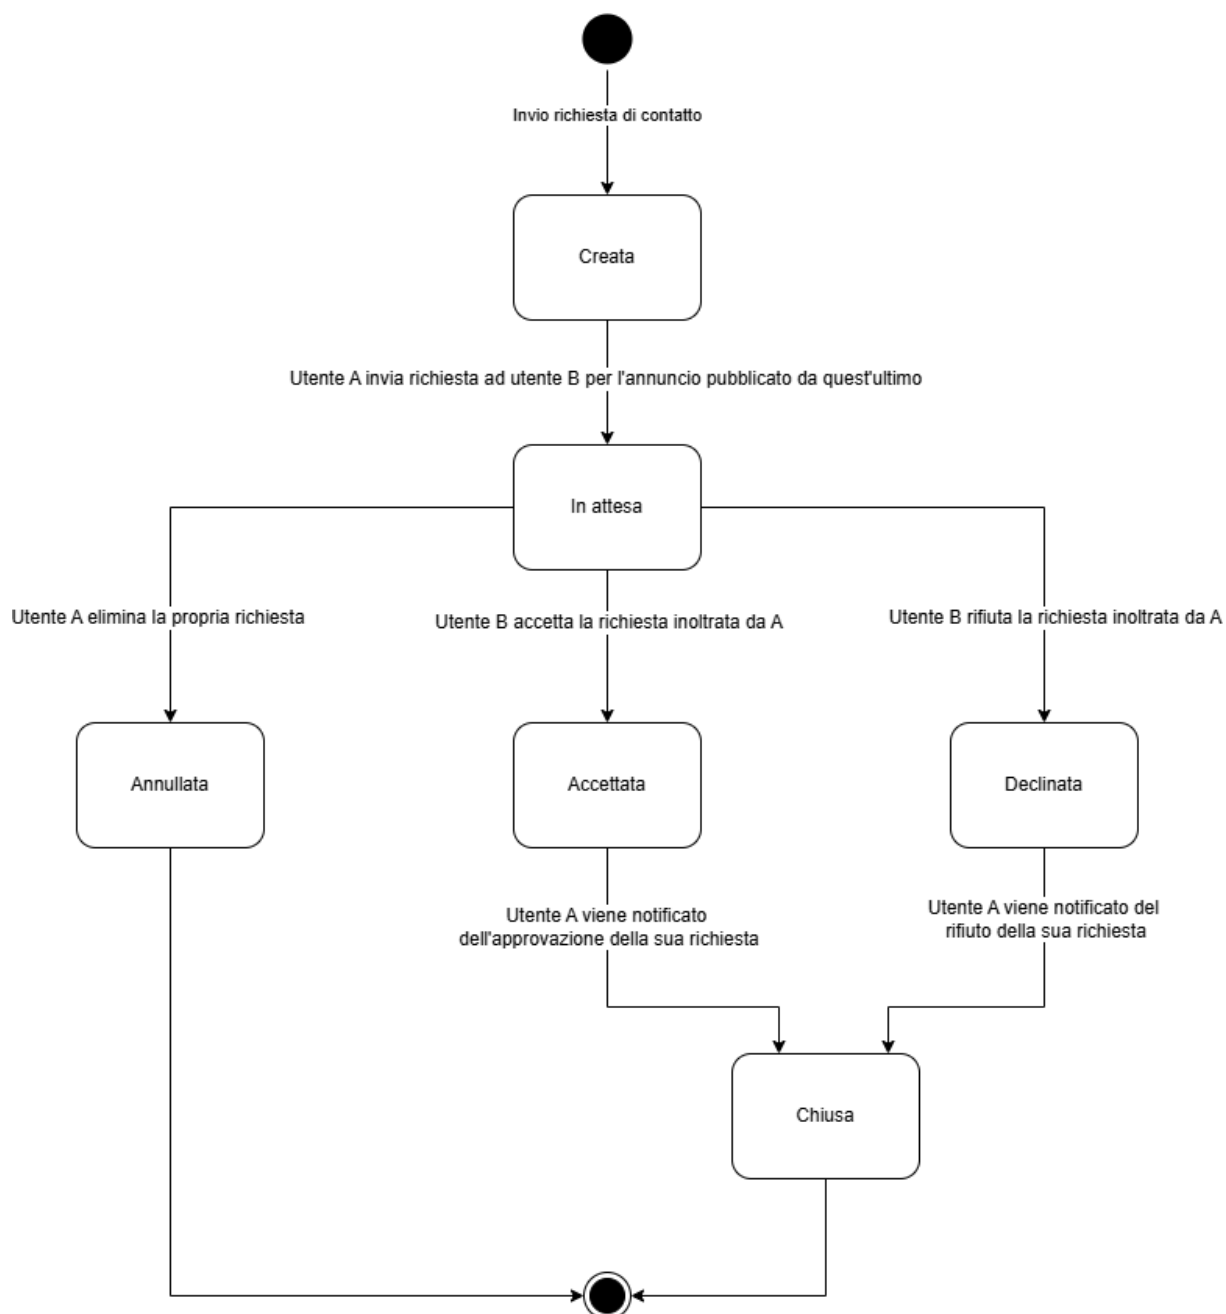 Invio richiesta di contatto
Creata
Utente A invia richiesta ad utente B per l'annuncio pubblicato da quest'ultimo
In attesa
Utente A elimina la propria richiesta
Utente B accetta la richiesta inoltrata da A
Utente B rifiuta la richiesta inoltrata da A
Annullata
Accettata
Declinata
Utente A viene notificato
dell'approvazione della sua richiesta
Utente A viene notificato del
rifiuto della sua richiesta
Chiusa